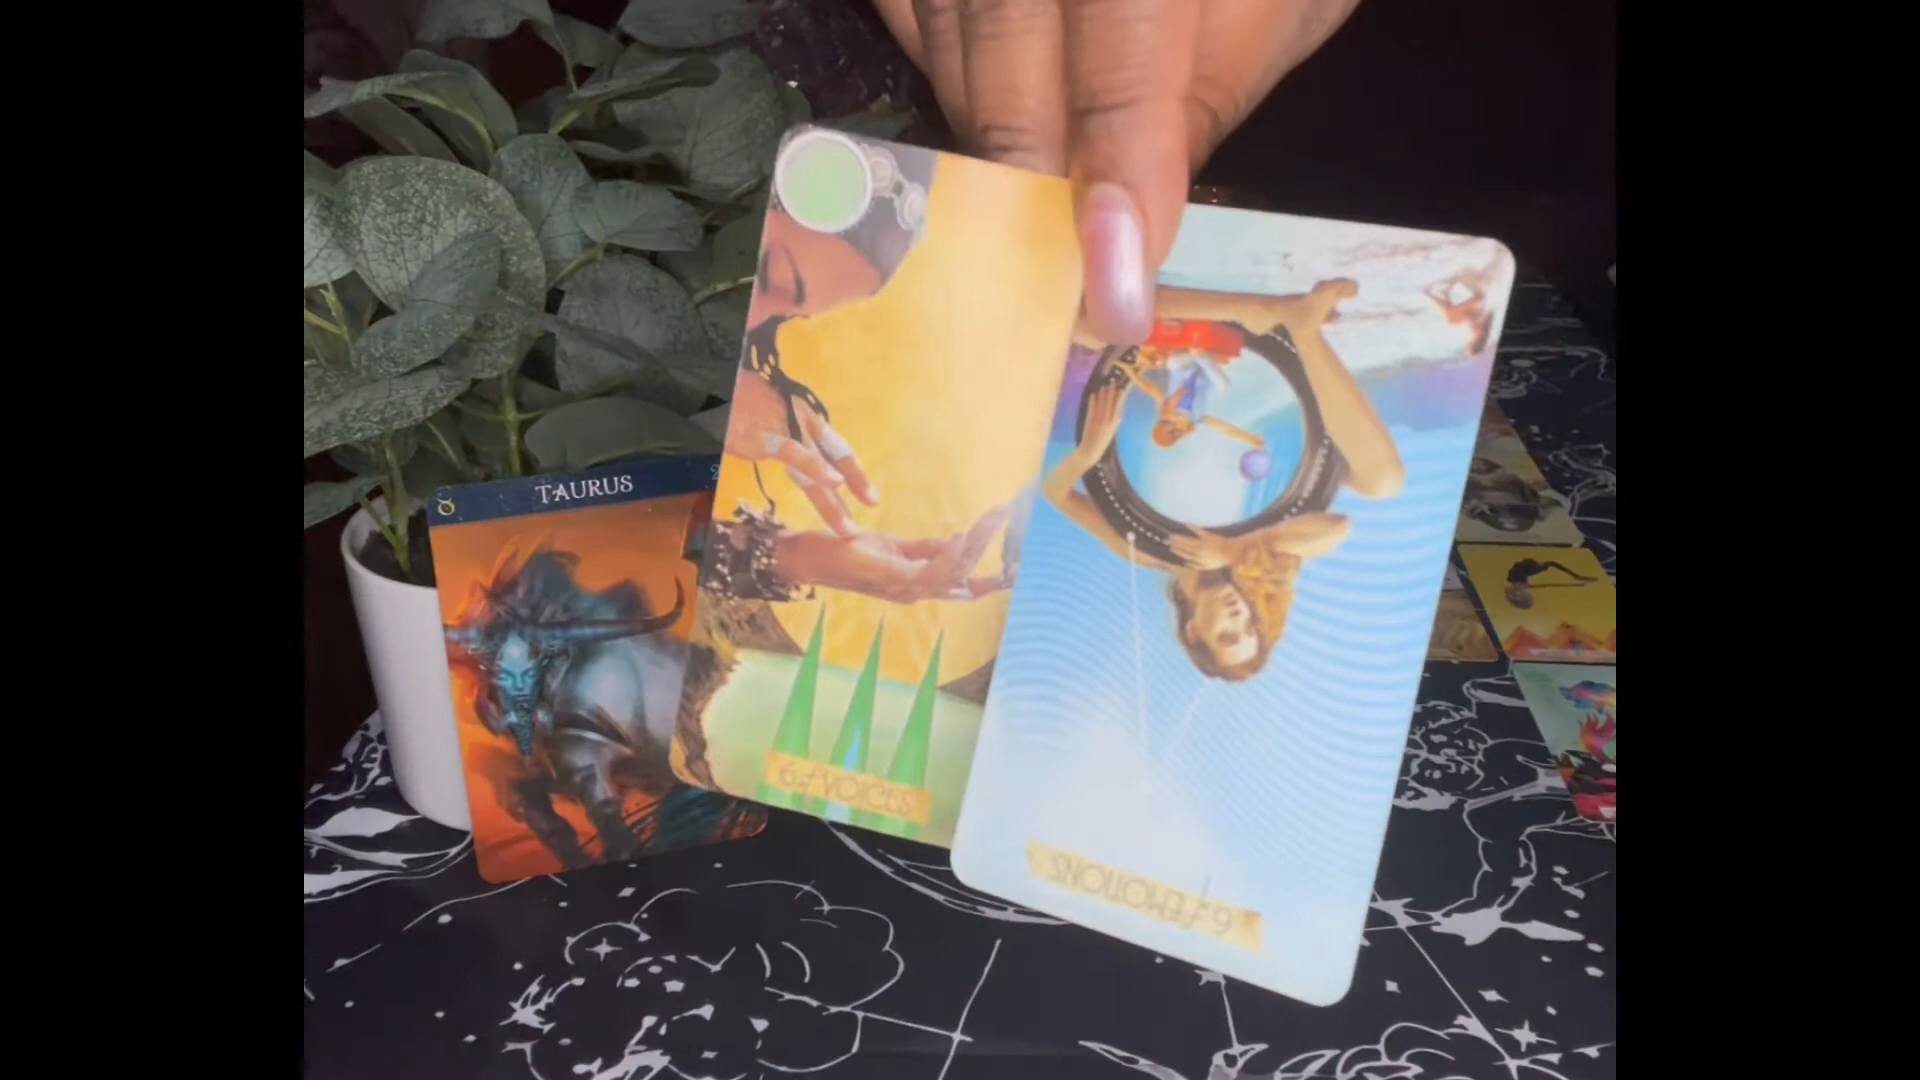 ♉ TAURUS
6 of VOICES
6 of EMOTIONS